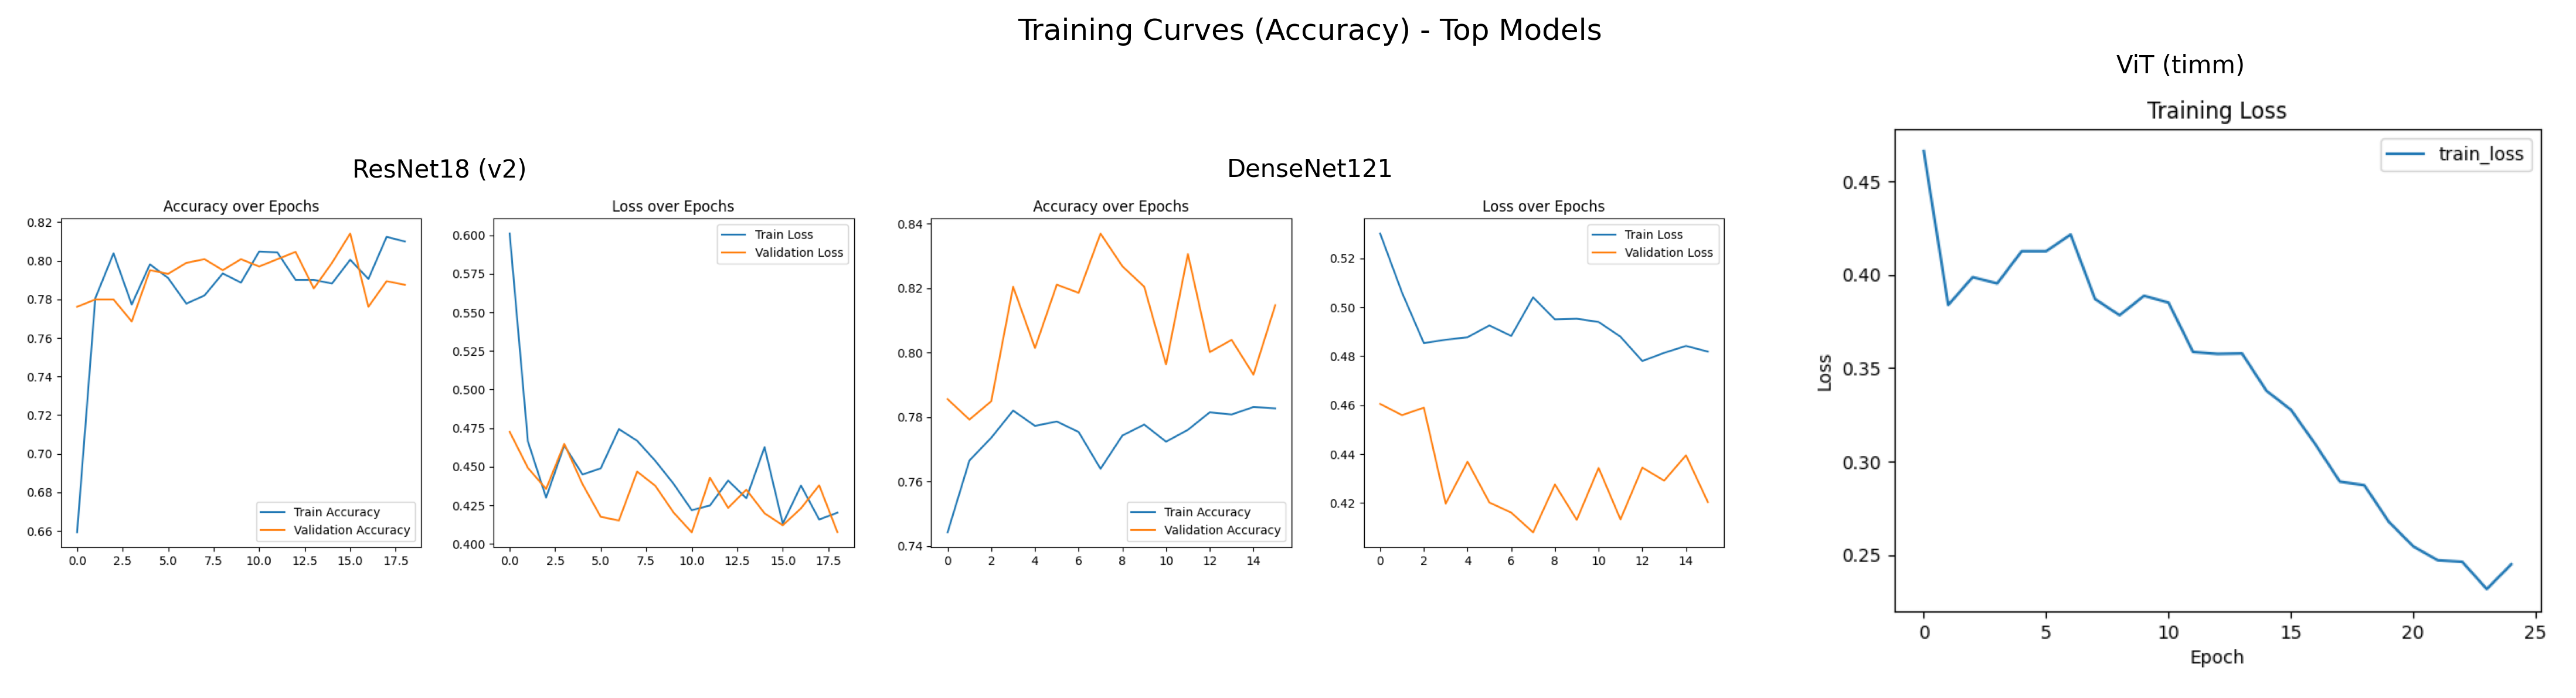 Training Curves (Accuracy) - Top Models
ResNet18 (v2)
Accuracy over Epochs
0.82
0.80
0.78
0.76
0.74
0.72
0.70
0.68
0.66
Train Accuracy
Validation Accuracy
0.0 2.5 5.0 7.5 10.0 12.5 15.0 17.5
Loss over Epochs
Train Loss
Validation Loss
0.600
0.575
0.550
0.525
0.500
0.475
0.450
0.425
0.400
0.0 2.5 5.0 7.5 10.0 12.5 15.0 17.5
DenseNet121
Accuracy over Epochs
0.84
0.82
0.80
0.78
0.76
0.74
Train Accuracy
Validation Accuracy
0 2 4 6 8 10 12 14
Loss over Epochs
Train Loss
Validation Loss
0.52
0.50
0.48
0.46
0.44
0.42
0 2 4 6 8 10 12 14
ViT (timm)
Training Loss
train_loss
0.45
0.40
0.35
0.30
0.25
Loss
0 5 10 15 20 25
Epoch